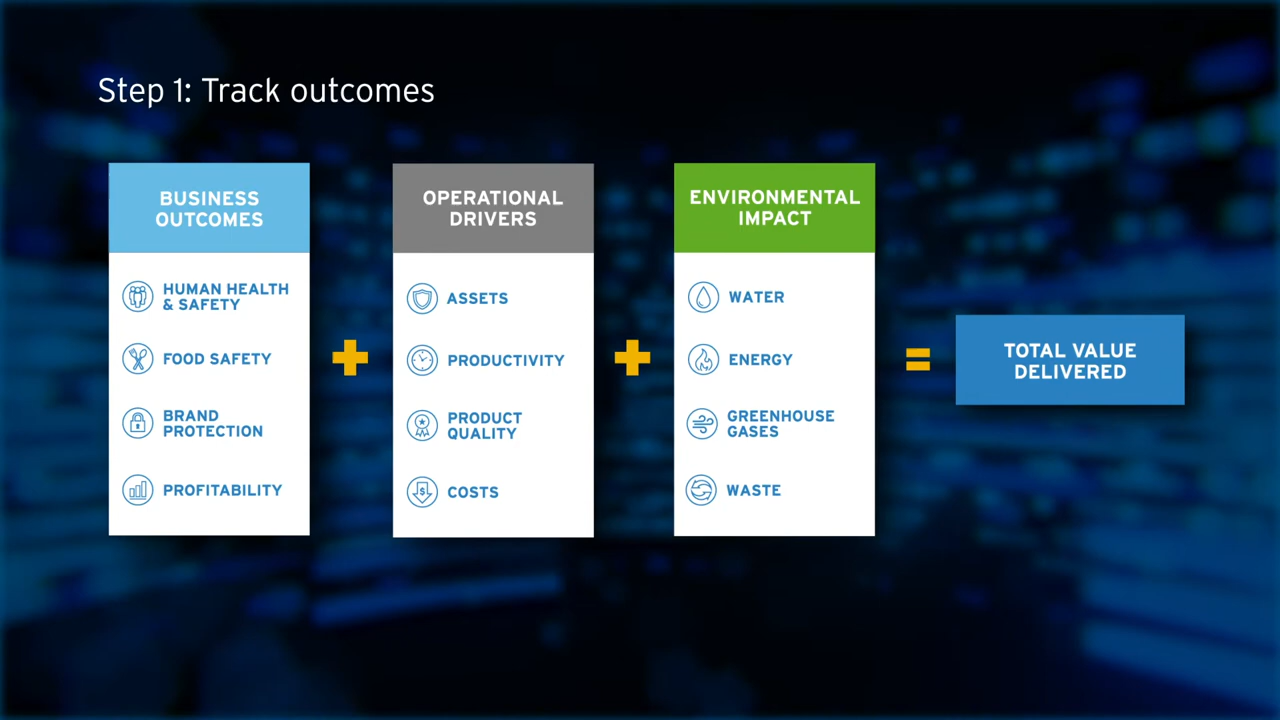 Step 1: Track outcomes
BUSINESS
OUTCOMES
HUMAN HEALTH
& SAFETY
FOOD SAFETY
BRAND
PROTECTION
PROFITABILITY
OPERATIONAL
DRIVERS
ASSETS
PRODUCTIVITY
PRODUCT
QUALITY
$
COSTS
ENVIRONMENTAL
IMPACT
WATER
ENERGY
GREENHOUSE
GASES
WASTE
TOTAL VALUE
DELIVERED